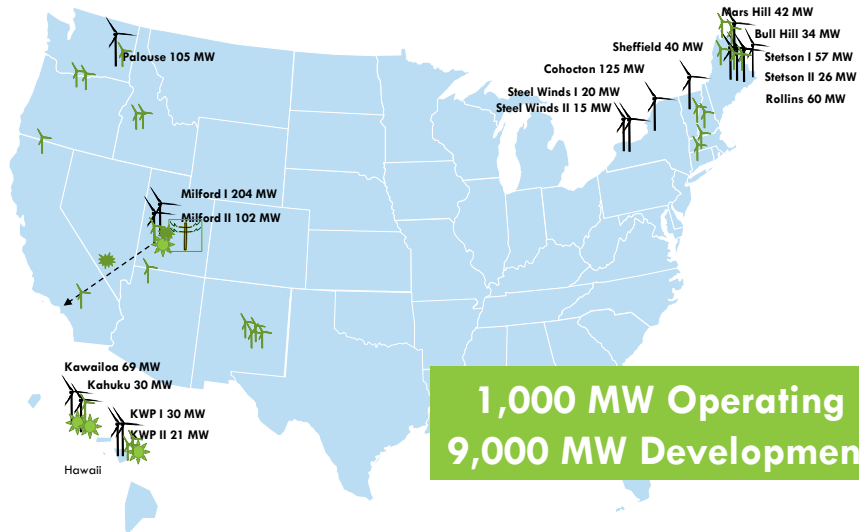 Mars Hill 42 MW
Bull Hill 34 MW
Sheffield 40 MW
Stetson I 57 MW
Palouse 105 MW
Cohocton 125 MW
Stetson II 26 MW
Steel Winds I 20 MW
Rollins 60 MW
Steel Winds II 15 MW
Milford I 204 MW
Milford II 102 MW
Kawailoa 69 MW
Kahuku 30 MW
KWP I 30 MW
KWP II 21 MW
Hawaii
1,000 MW Operating
9,000 MW Developmen